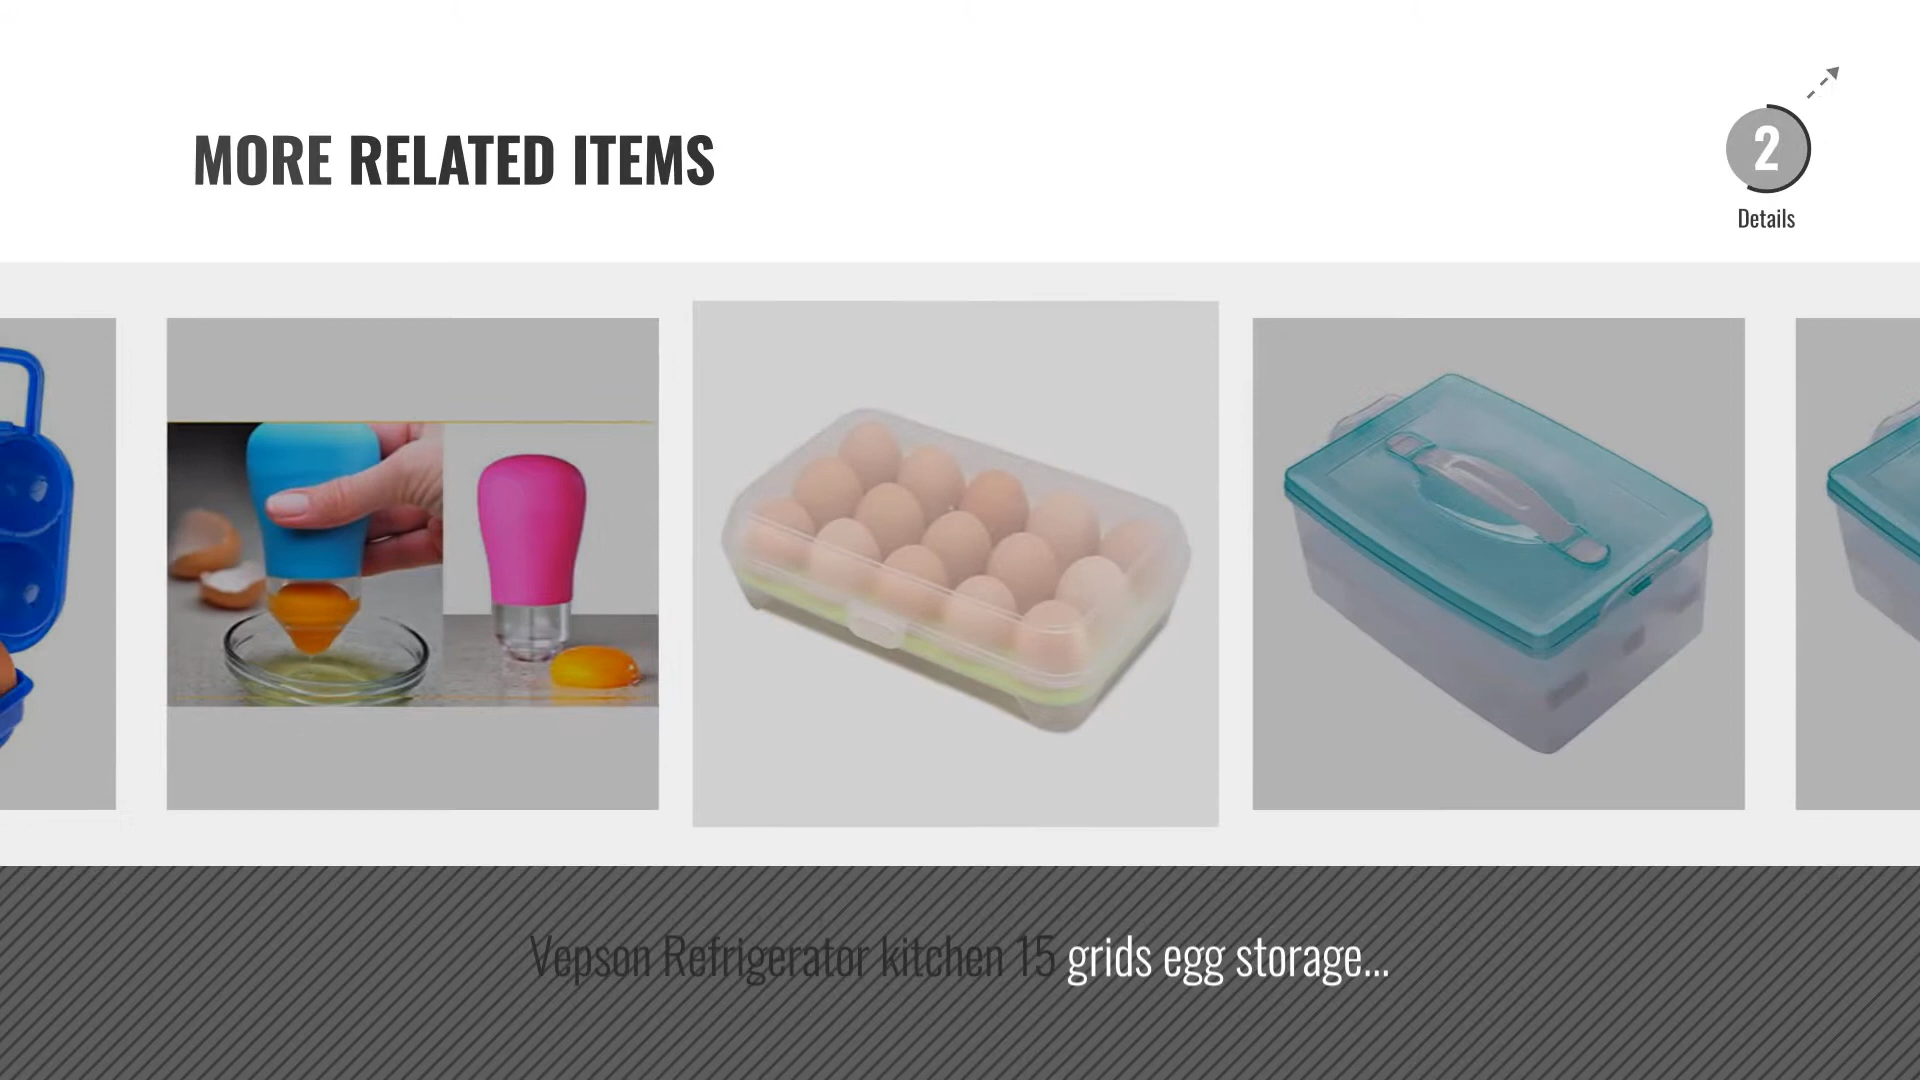 MORE RELATED ITEMS
2
Details
Vepson Refrigerator kitchen 15 grids egg storage...